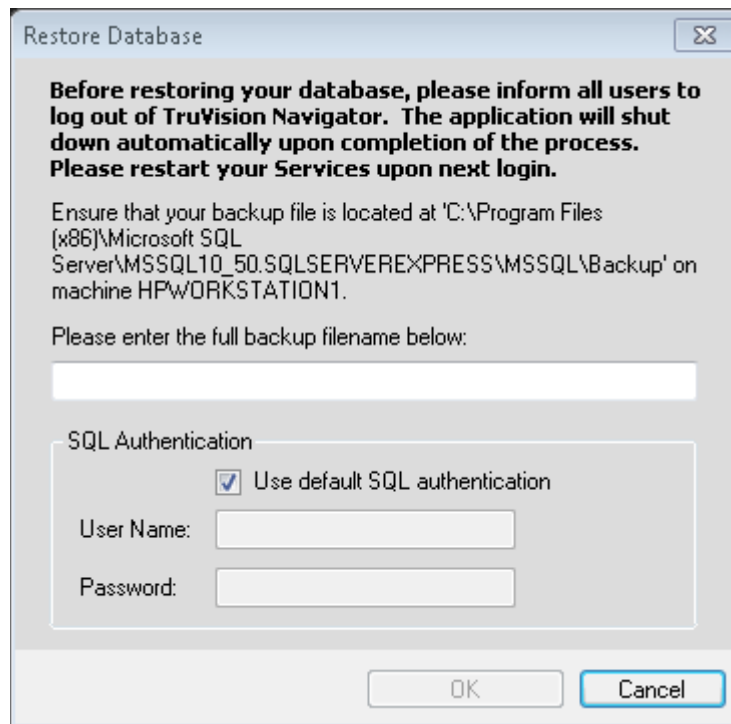 Restore Database
Before restoring your database, please inform all users to
log out of TruVision Navigator.  The application will shut
down automatically upon completion of the process.
Please restart your Services upon next login.
Ensure that your backup file is located at 'C:\Program Files
(x86)\Microsoft SQL
Server\MSSQL10_50.SQLSERVEREXPRESS\MSSQL\Backup' on
machine HPWORKSTATION1.
Please enter the full backup filename below:
SQL Authentication
Use default SQL authentication
User Name:
Password:
OK
Cancel